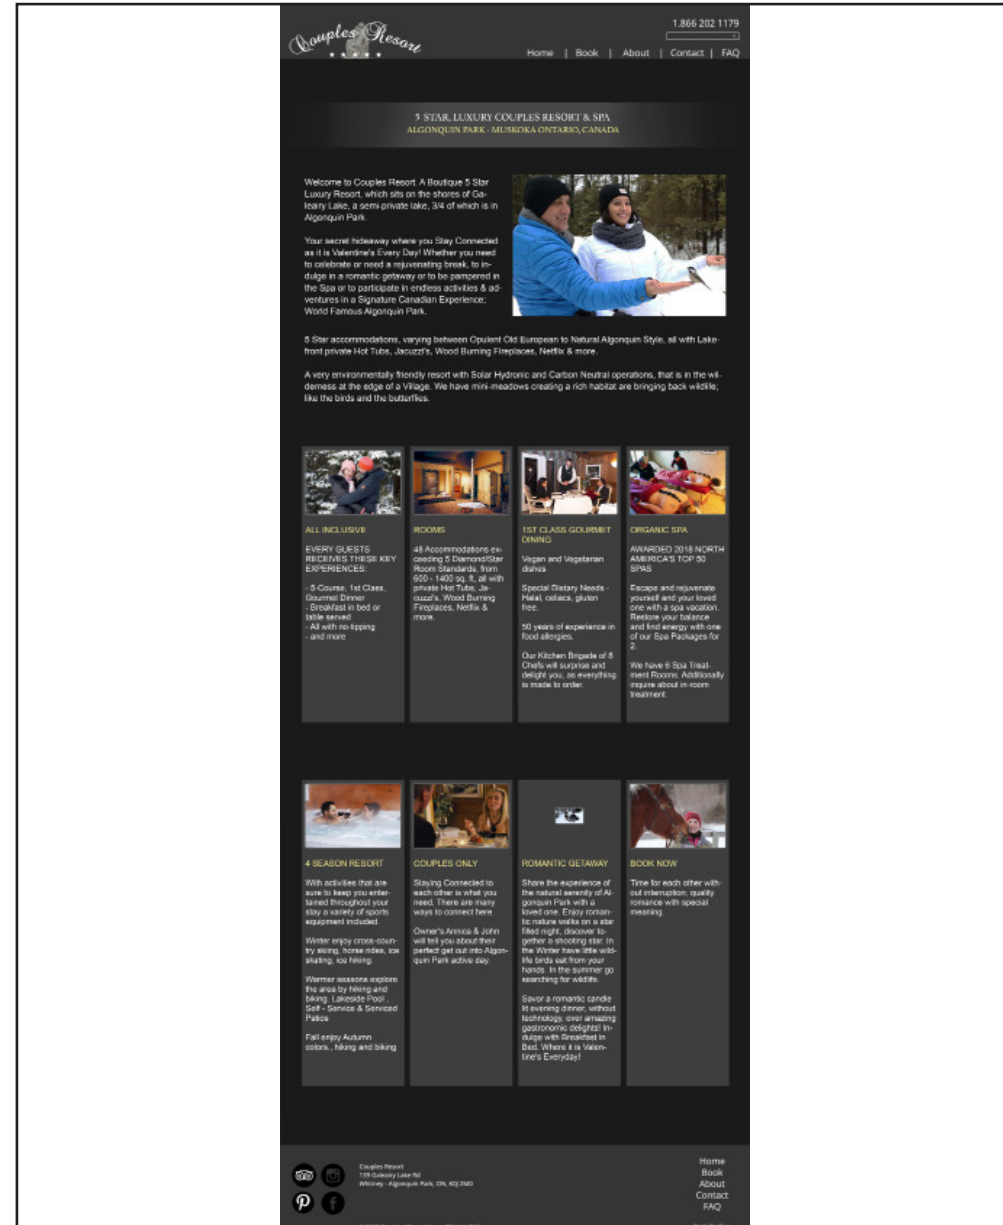 Couples Resort
1.866 202 1179
Home | Book | About | Contact | FAQ
5 STAR, LUXURY COUPLES RESORT & SPA
ALGONQUIN PARK - MUSKOKA ONTARIO, CANADA
Welcome to Couples Resort. A Boutique 5 Star
Luxury Resort, which sits on the shores of Ga-
leairy Lake, a semi-private lake, 3/4 of which is in
Algonquin Park.
Your secret hideaway where you Stay Connected
as it is Valentine's Every Day! Whether you need
to celebrate or need a rejuvenating break, to in-
dulge in a romantic getaway or to be pampered in
the Spa or to participate in endless activities & ad-
ventures in a Signature Canadian Experience;
World Famous Algonquin Park.
5 Star accommodations, varying between Opulent Old European to Natural Algonquin Style, all with Lake-
front private Hot Tubs, Jacuzzi's, Wood Burning Fireplaces, Netflix & more.
A very environmentally friendly resort with Solar Hydronic and Carbon Neutral operations, that is in the wil-
derness at the edge of a Village. We have mini-meadows creating a rich habitat are bringing back wildlife;
like the birds and the butterflies.
ALL INCLUSIVE
EVERY GUESTS
RECEIVES THESE KEY
EXPERIENCES:
- 5-Course, 1st Class,
Gourmet Dinner
- Breakfast in bed or
table served
- All with no-tipping
- and more
ROOMS
48 Accommodations ex-
ceeding 5 Diamond/Star
Room Standards, from
600 - 1400 sq. ft, all with
private Hot Tubs, Ja-
cuzzi's, Wood Burning
Fireplaces, Netflix &
more.
1ST CLASS GOURMET
DINING
Vegan and Vegetarian
dishes
Special Dietary Needs -
Halal, celiacs, gluten
free.
50 years of experience in
food allergies.
Our Kitchen Brigade of 8
Chefs will surprise and
delight you, as everything
is made to order.
ORGANIC SPA
AWARDED 2018 NORTH
AMERICA'S TOP 50
SPAS
Escape and rejuvenate
yourself and your loved
one with a spa vacation.
Restore your balance
and find energy with one
of our Spa Packages for
2.
We have 6 Spa Treat-
ment Rooms. Additionally
inquire about in-room
treatment.
4 SEASON RESORT
With activities that are
sure to keep you enter-
tained throughout your
stay a variety of sports
equipment included.
Winter enjoy cross-coun-
try skiing, horse rides, ice
skating, ice hiking.
Warmer seasons explore
the area by hiking and
biking. Lakeside Pool ,
Self - Service & Serviced
Patios
Fall enjoy Autumn
colors., hiking and biking
COUPLES ONLY
Staying Connected to
each other is what you
need. There are many
ways to connect here.
Owner's Annica & John
will tell you about their
perfect get out into Algon-
quin Park active day.
ROMANTIC GETAWAY
Share the experience of
the natural serenity of Al-
gonquin Park with a
loved one. Enjoy roman-
tic nature walks on a star
filled night, discover to-
gether a shooting star. In
the Winter have little wild-
life birds eat from your
hands. In the summer go
searching for wildlife.
Savor a romantic candle
lit evening dinner, without
technology, over amazing
gastronomic delights! In-
dulge with Breakfast in
Bed. Where it is Valen-
tine's Everyday!
BOOK NOW
Time for each other with-
out interruption; quality
romance with special
meaning.
Couples Resort
139 Galeairy Lake Rd
Whitney - Algonquin Park, ON, K0J 2M0
Home
Book
About
Contact
FAQ